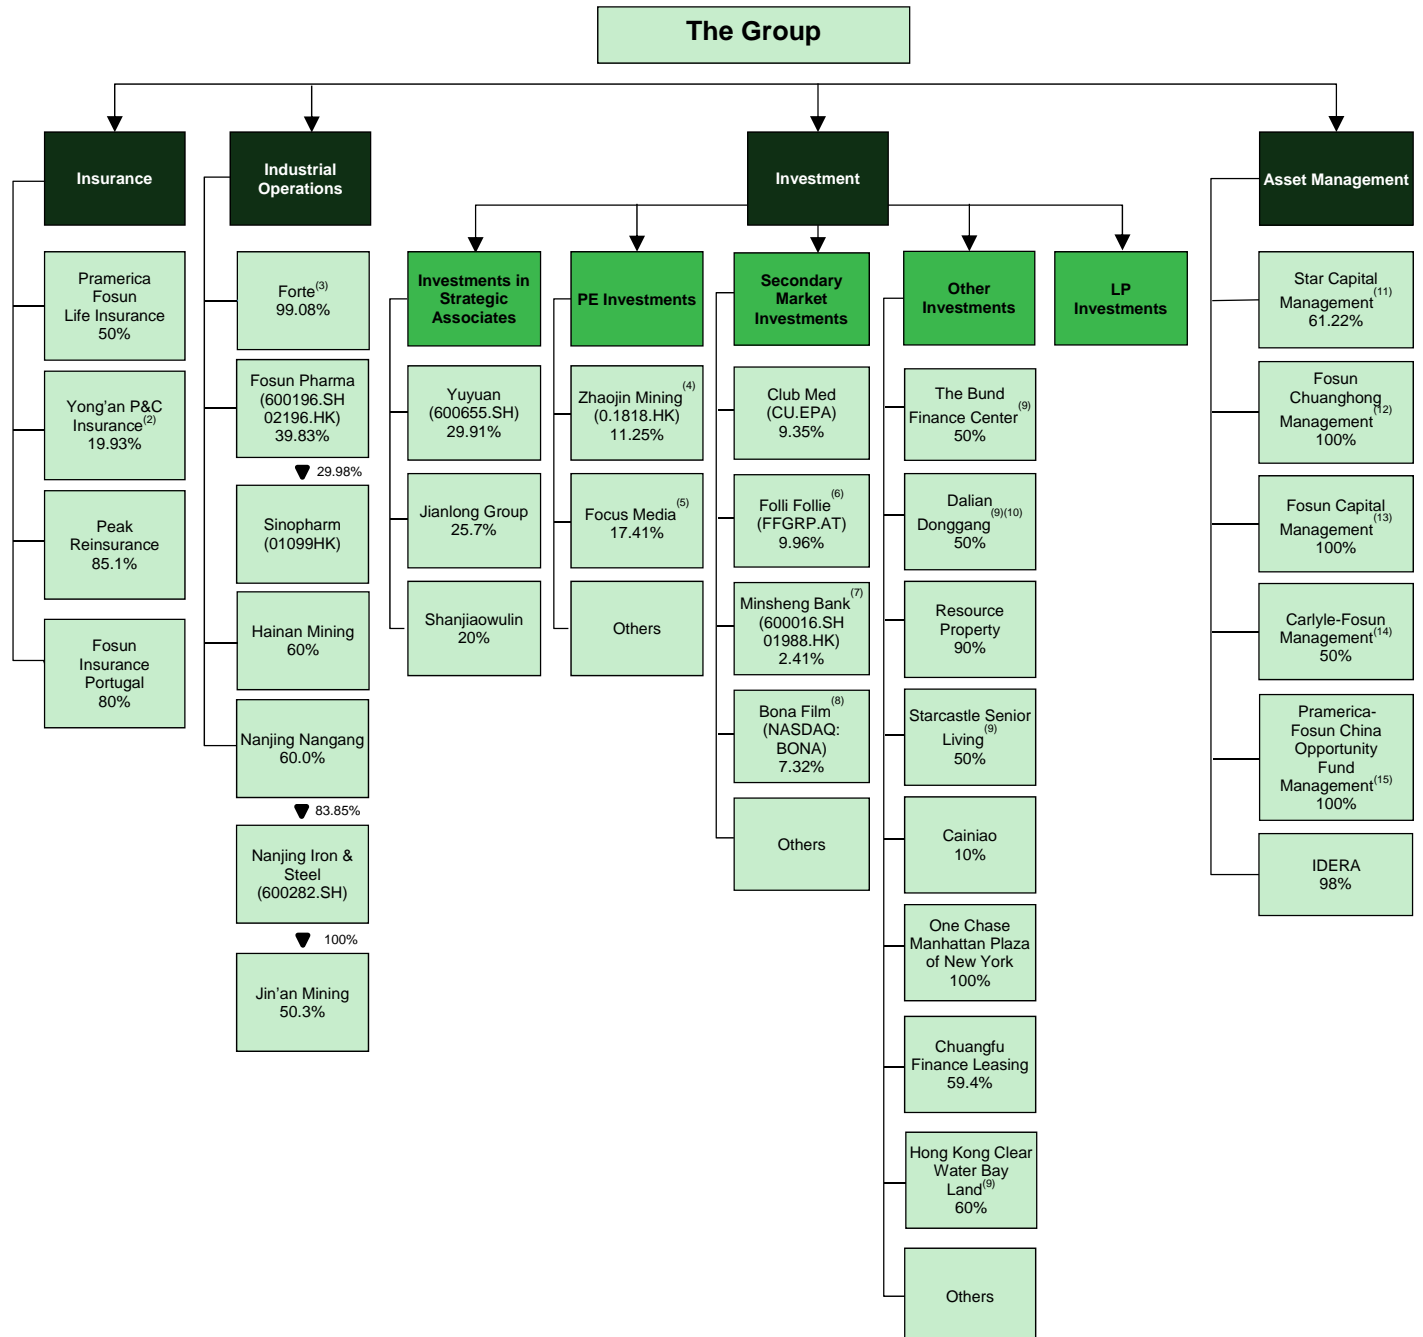 The Group
Insurance
Industrial
Operations
Investment
Asset Management
Pramerica
Fosun
Life Insurance
50%
Yong’an P&C
Insurance(2)
19.93%
Peak
Reinsurance
85.1%
Fosun
Insurance
Portugal
80%
Forte(3)
99.08%
Fosun Pharma
(600196.SH
02196.HK)
39.83%
29.98%
Sinopharm
(01099HK)
Hainan Mining
60%
Nanjing Nangang
60.0%
83.85%
Nanjing Iron &
Steel
(600282.SH)
100%
Jin’an Mining
50.3%
Investments in
Strategic
Associates
Yuyuan
(600655.SH)
29.91%
Jianlong Group
25.7%
Shanjiaowulin
20%
PE Investments
Zhaojin Mining(4)
(0.1818.HK)
11.25%
Focus Media(5)
17.41%
Others
Secondary
Market
Investments
Club Med
(CU.EPA)
9.35%
Folli Follie(6)
(FFGRP.AT)
9.96%
Minsheng Bank(7)
(600016.SH
01988.HK)
2.41%
Bona Film(8)
(NASDAQ:
BONA)
7.32%
Others
Other
Investments
The Bund
Finance Center(9)
50%
Dalian
Donggang(9)(10)
50%
Resource
Property
90%
Starcastle Senior
Living(9)
50%
Cainiao
10%
One Chase
Manhattan Plaza
of New York
100%
Chuangfu
Finance Leasing
59.4%
Hong Kong Clear
Water Bay
Land(9)
60%
Others
LP
Investments
Star Capital
Management(11)
61.22%
Fosun
Chuanghong
Management(12)
100%
Fosun Capital
Management(13)
100%
Carlyle-Fosun
Management(14)
50%
Pramerica-
Fosun China
Opportunity
Fund
Management(15)
100%
IDERA
98%